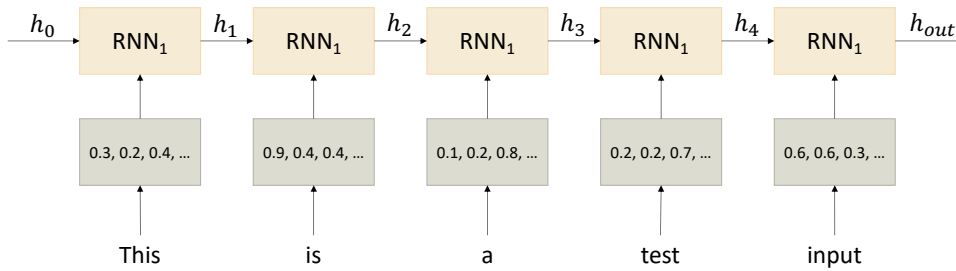 h₀ RNN₁ h₁ RNN₁ h₂ RNN₁ h₃ RNN₁ h₄ RNN₁ hₒᵤₜ
0.3, 0.2, 0.4, … 0.9, 0.4, 0.4, … 0.1, 0.2, 0.8, … 0.2, 0.2, 0.7, … 0.6, 0.6, 0.3, …
This is a test input